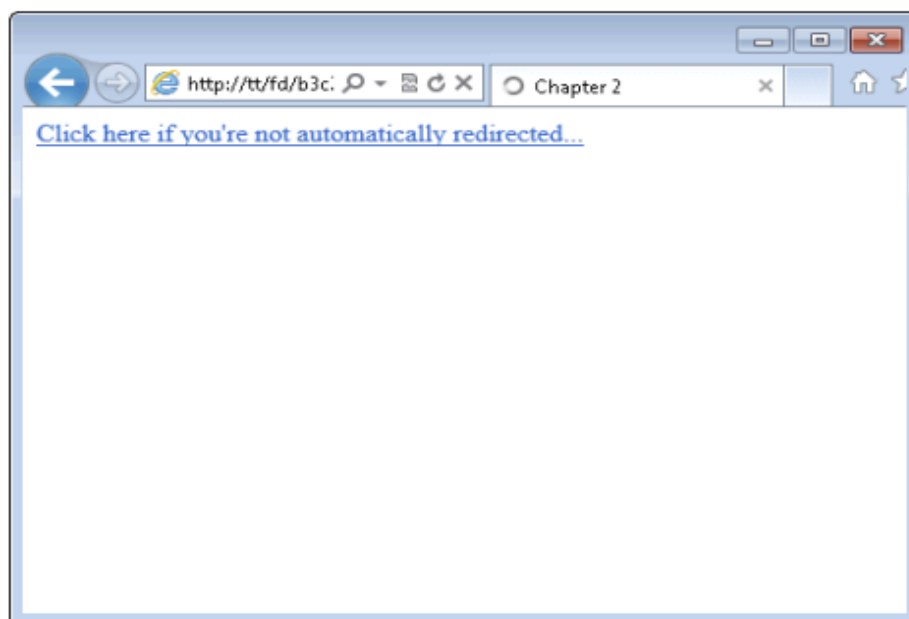 http://tt/fd/b3c
Chapter 2
Click here if you're not automatically redirected...